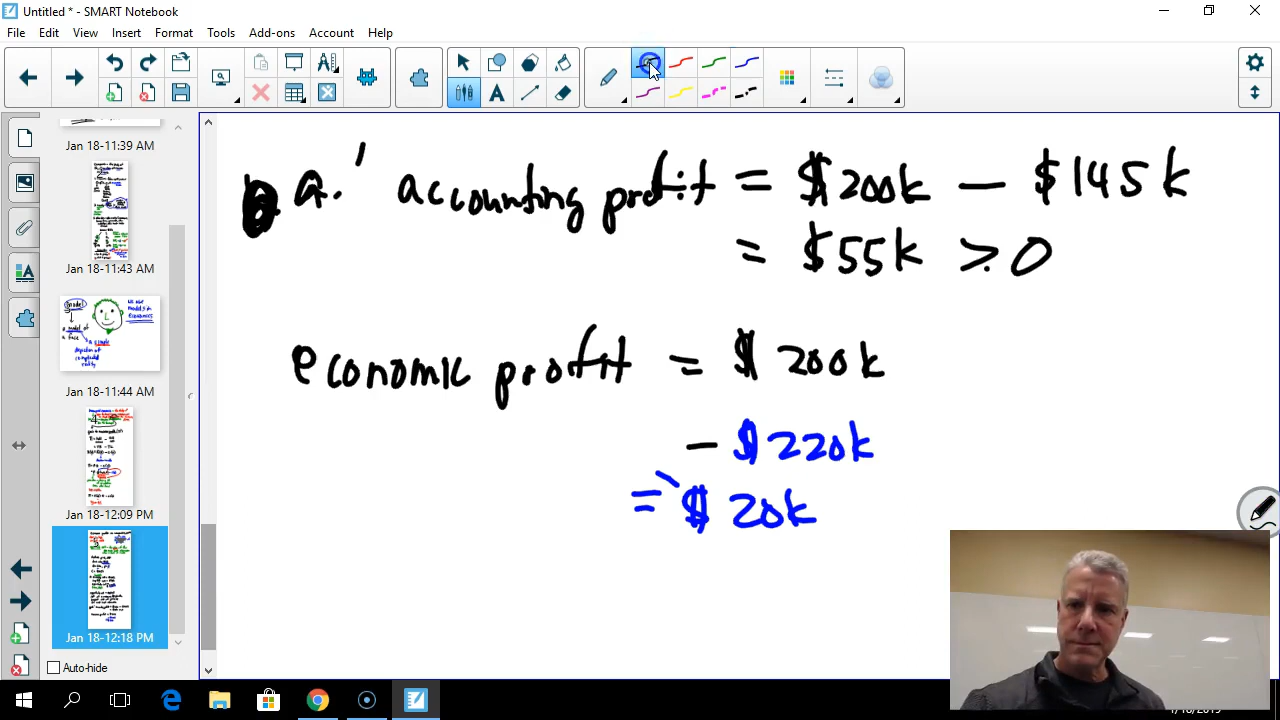 Untitled * - SMART Notebook
File Edit View Insert Format Tools Add-ons Account Help
Jan 18-11:39 AM
Jan 18-11:43 AM
Jan 18-11:44 AM
Jan 18-12:09 PM
Jan 18-12:18 PM
Auto-hide
a.' accounting profit = $200k — $145k
= $55k > 0
economic profit = $200k
- $220k
= -$20k